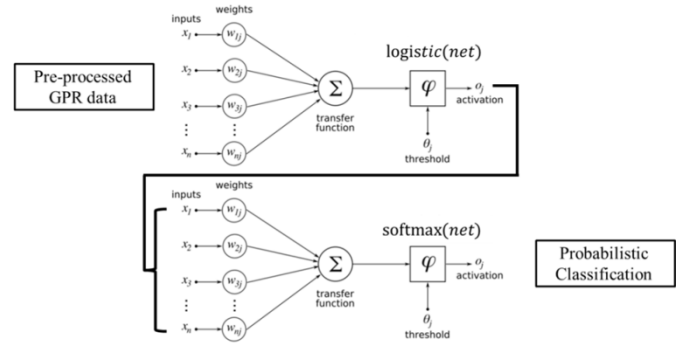 weights
inputs
x1
w1j
logistic(net)
Pre-processed
GPR data
x2
w2j
Σ
φ
oj
activation
x3
w3j
transfer
function
θj
threshold
⋮ ⋮
xn
wnj
weights
inputs
x1
w1j
softmax(net)
x2
w2j
Σ
φ
oj
activation
Probabilistic
Classification
x3
w3j
transfer
function
θj
threshold
⋮ ⋮
xn
wnj